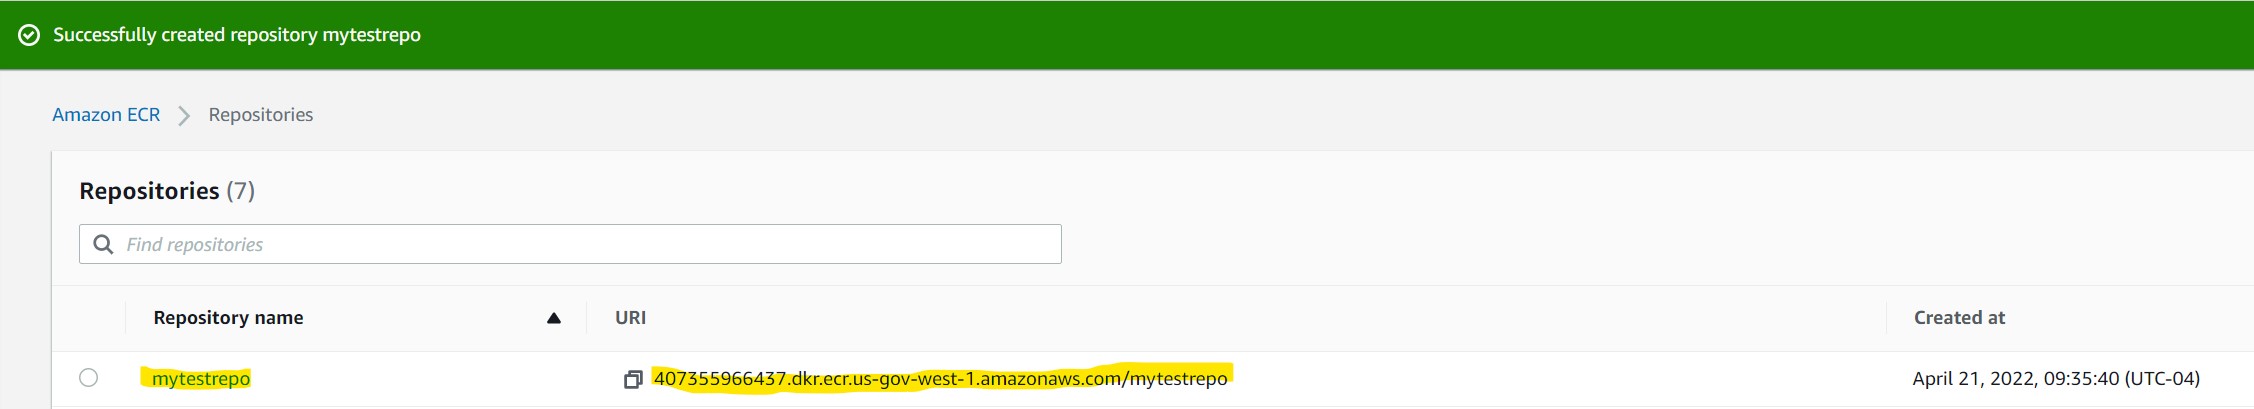 Successfully created repository mytestrepo
Amazon ECR > Repositories
Repositories (7)
Find repositories
Repository name URI Created at
mytestrepo 407355966437.dkr.ecr.us-gov-west-1.amazonaws.com/mytestrepo April 21, 2022, 09:35:40 (UTC-04)